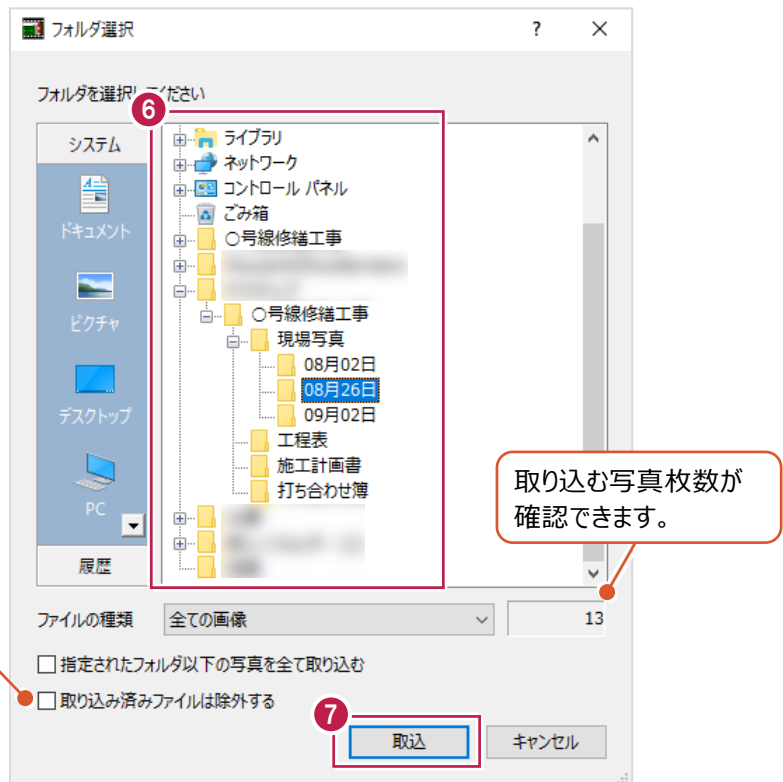 フォルダ選択
?
フォルダを選択してください
6
システム
ドキュメント
ピクチャ
デスクトップ
PC
履歴
ライブラリ
ネットワーク
コントロール パネル
ごみ箱
○号線修繕工事
○号線修繕工事
現場写真
08月02日
08月26日
09月02日
工程表
施工計画書
打ち合わせ簿
取り込む写真枚数が
確認できます。
ファイルの種類
全ての画像
13
指定されたフォルダ以下の写真を全て取り込む
取り込み済みファイルは除外する
7
取込
キャンセル